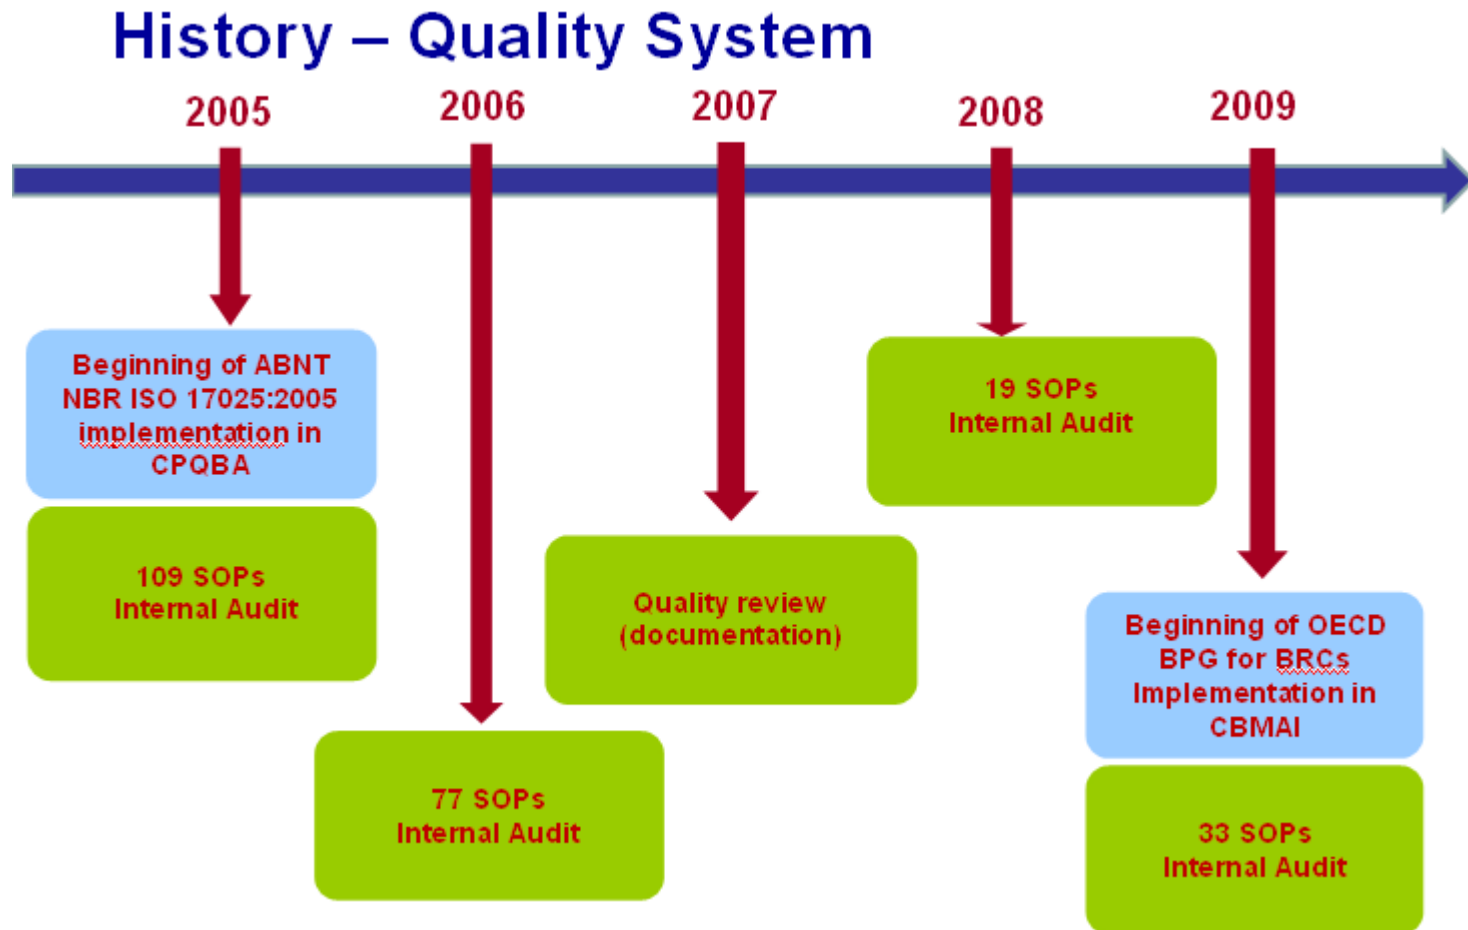 History – Quality System
2005
2006
2007
2008
2009
Beginning of ABNT
NBR ISO 17025:2005
implementation in
CPQBA
109 SOPs
Internal Audit
77 SOPs
Internal Audit
Quality review
(documentation)
19 SOPs
Internal Audit
Beginning of OECD
BPG for BRCs
Implementation in
CBMAI
33 SOPs
Internal Audit